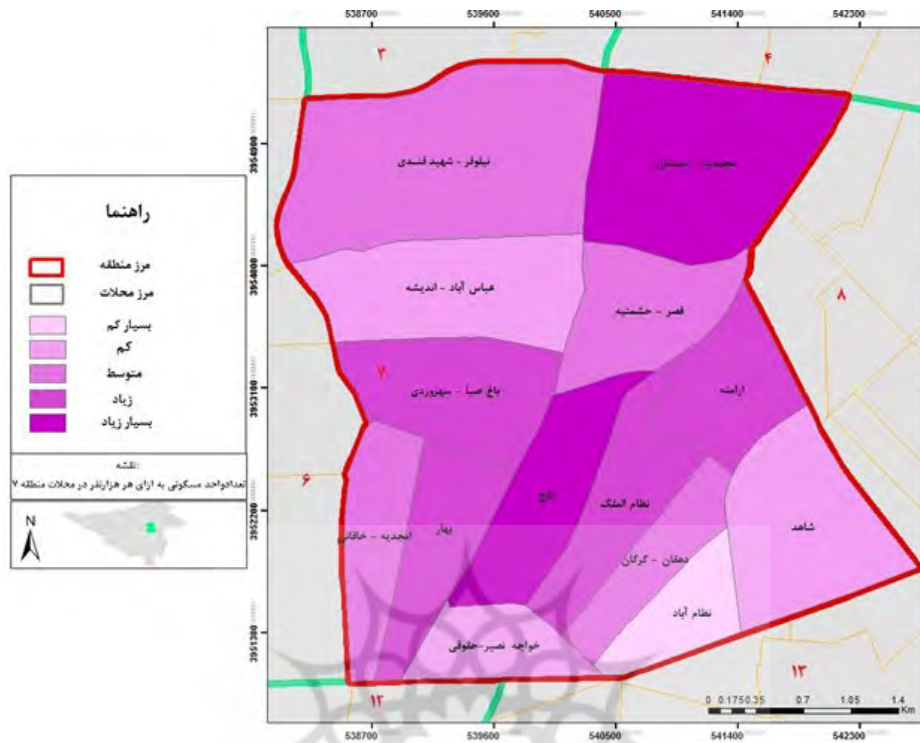 538700 539600 540500 541400 542300
۳
۴
3954900
نیلوفر - شهید قندی
راهنما
مرز منطقه
3954000
مرز محلات
عباس آباد - اندیشه
۸
بسیار کم
قصر - حشمتیه
کم
متوسط
۷
3953100
باغ صبا - سهروردی
ارامنه
زیاد
بسیار زیاد
نقشه:
تعدادواحد مسکونی به ازای هر هزارنفر در محلات منطقه ۷
۶
3952200
نظام الملک
شاهد
N
بهار
امجدیه - خاقانی
دهقان - گرگان
نظام آباد
3951300
خواجه نصیر-حقوقی
۱۲
۱۳
0 0.175 0.35 0.7 1.05 1.4
Km
538700 539600 540500 541400 542300